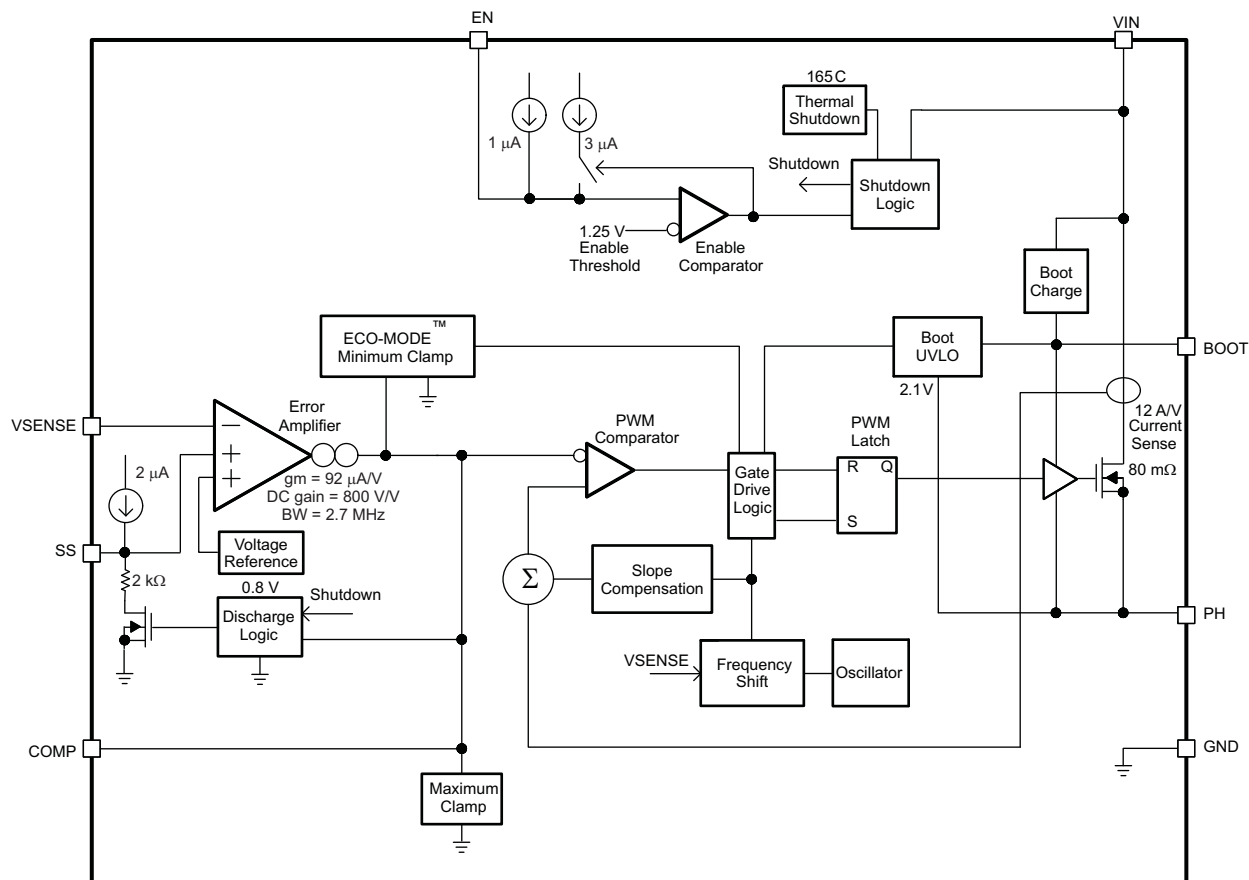 EN
VIN
165 C
Thermal
Shutdown
1 μA
3 μA
Shutdown
Shutdown
Logic
1.25 V
Enable
Threshold
Enable
Comparator
Boot
Charge
ECO-MODE™
Minimum Clamp
Boot
UVLO
BOOT
2.1 V
VSENSE
Error
Amplifier
−
+
+
gm = 92 μA/V
DC gain = 800 V/V
BW = 2.7 MHz
PWM
Comparator
Gate
Drive
Logic
PWM
Latch
R Q
S
12 A/V
Current
Sense
80 mΩ
2 μA
SS
Voltage
Reference
2 kΩ
0.8 V
Shutdown
Discharge
Logic
Σ
Slope
Compensation
PH
VSENSE
Frequency
Shift
Oscillator
COMP
GND
Maximum
Clamp